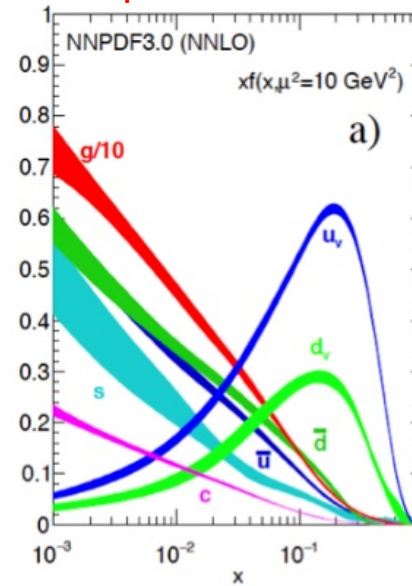 1
NNPDF3.0 (NNLO)
0.9
xf(x,μ²=10 GeV²)
0.8
a)
g/10
0.7
0.6
u_v
0.5
0.4
d_v
0.3
s
0.2
d̅
u̅
0.1
c
0
10⁻³ 10⁻² 10⁻¹
x